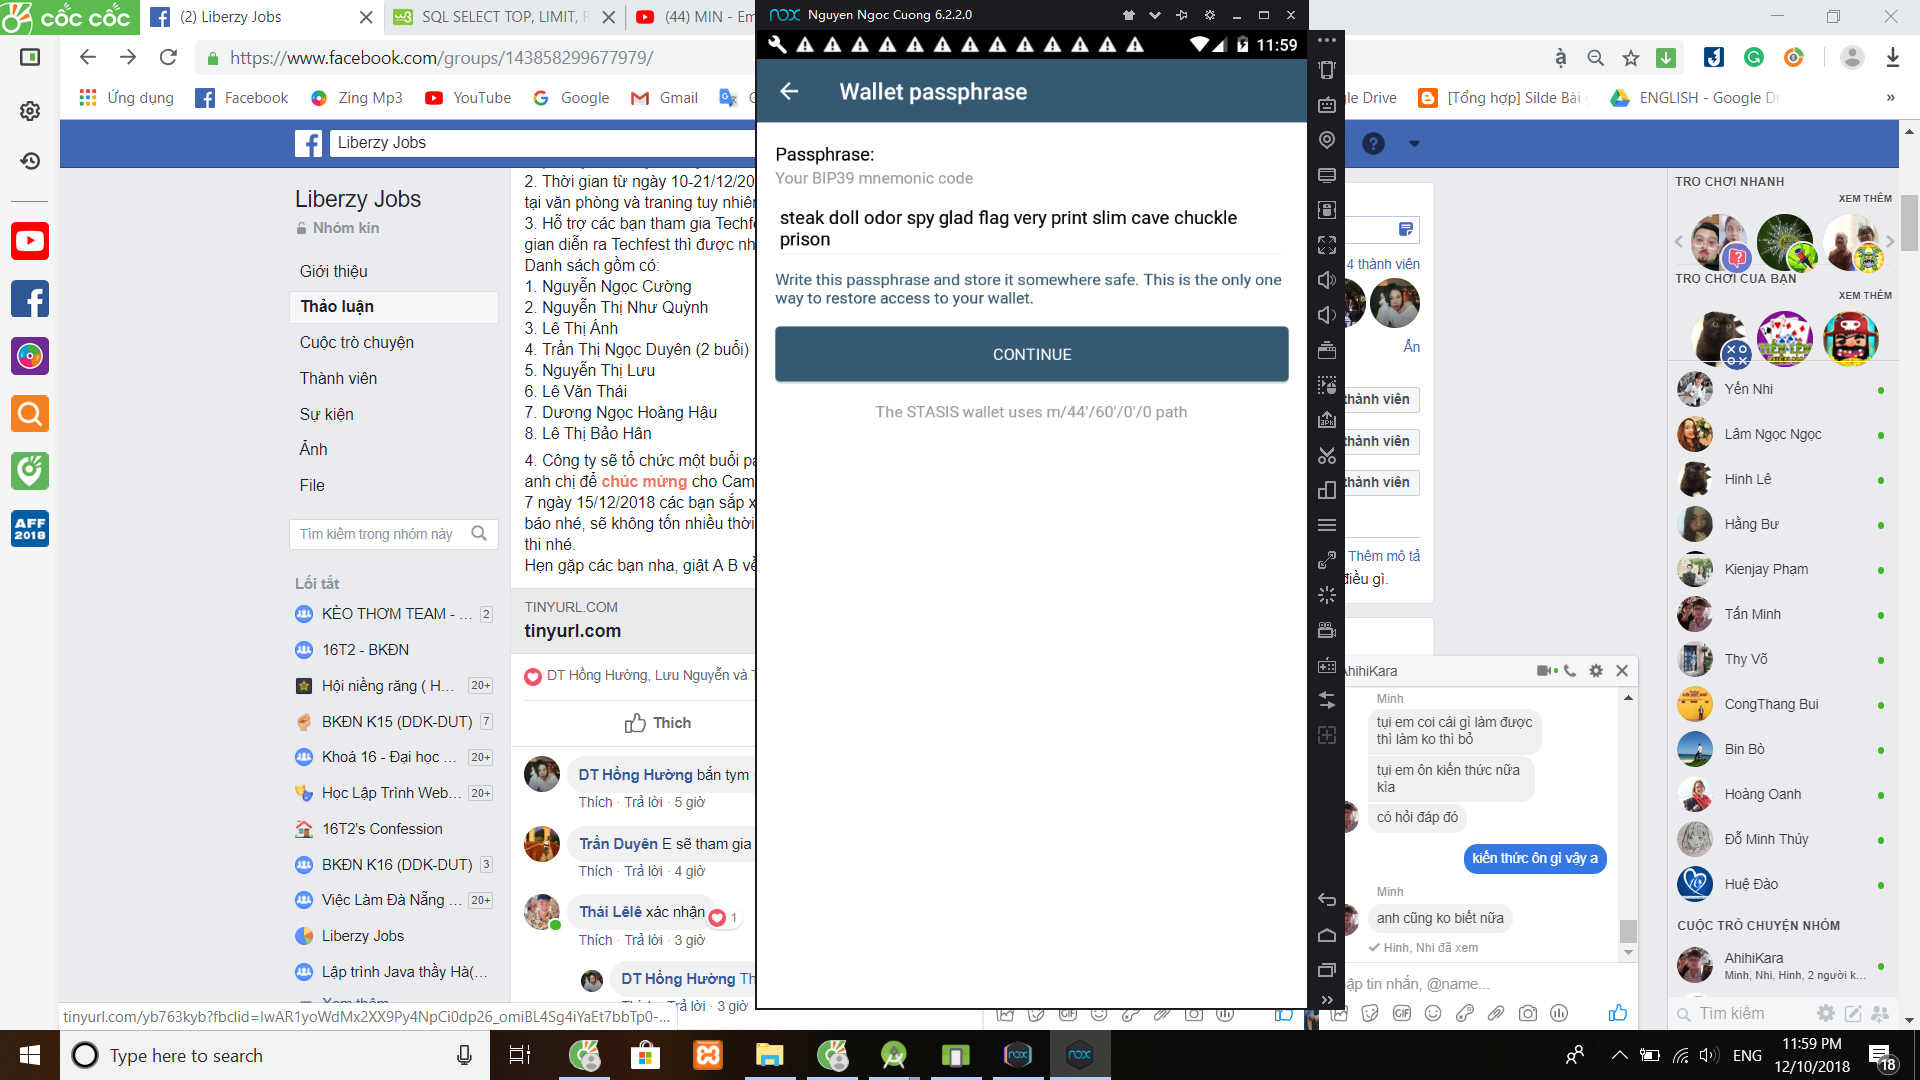 cốc cốc
(2) Liberzy Jobs
SQL SELECT TOP, LIMIT, R
(44) MIN - Em
nox Nguyen Ngoc Cuong 6.2.2.0
https://www.facebook.com/groups/143858299677979/
11:59
Ứng dụng
Facebook
Zing Mp3
YouTube
Google
Gmail
gle Drive
[Tổng hợp] Silde Bài
ENGLISH - Google Dr
Liberzy Jobs
Liberzy Jobs
Nhóm kín
Giới thiệu
Thảo luận
Cuộc trò chuyện
Thành viên
Sự kiện
Ảnh
File
Tìm kiếm trong nhóm này
Lối tắt
KÈO THƠM TEAM - ... 2
16T2 - BKĐN
Hội niềng răng ( H... 20+
BKĐN K15 (DDK-DUT) 7
Khoá 16 - Đại học ... 20+
Học Lập Trình Web... 20+
16T2's Confession
BKĐN K16 (DDK-DUT) 3
Việc Làm Đà Nẵng ... 20+
Liberzy Jobs
Lập trình Java thầy Hà(...
Xem thêm
AFF
2018
2. Thời gian từ ngày 10-21/12/20
tại văn phòng và traning tuy nhiên
3. Hỗ trợ các bạn tham gia Techfe
gian diễn ra Techfest thì được nh
Danh sách gồm có:
1. Nguyễn Ngọc Cường
2. Nguyễn Thị Như Quỳnh
3. Lê Thị Ánh
4. Trần Thị Ngọc Duyên (2 buổi)
5. Nguyễn Thị Lưu
6. Lê Văn Thái
7. Dương Ngọc Hoàng Hậu
8. Lê Thị Bảo Hân
4. Công ty sẽ tổ chức một buổi pa
anh chị để chúc mừng cho Cam
7 ngày 15/12/2018 các bạn sắp x
báo nhé, sẽ không tốn nhiều thời
thi nhé.
Hẹn gặp các bạn nha, giật A B về
TINYURL.COM
tinyurl.com
DT Hồng Hường, Lưu Nguyễn và T
Thích
DT Hồng Hường bắn tym
Thích · Trả lời · 5 giờ
Trần Duyên E sẽ tham gia
Thích · Trả lời · 4 giờ
Thái Lêlê xác nhận
1
Thích · Trả lời · 3 giờ
DT Hồng Hường Th
Thích · Trả lời · 3 giờ
tinyurl.com/yb763kyb?fbclid=IwAR1yoWdMx2XX9Py4NpCi0dp26_omiBL4Sg4iYaEt7bbTp0-...
Wallet passphrase
Passphrase:
Your BIP39 mnemonic code
steak doll odor spy glad flag very print slim cave chuckle
prison
Write this passphrase and store it somewhere safe. This is the only one
way to restore access to your wallet.
CONTINUE
The STASIS wallet uses m/44'/60'/0'/0 path
4 thành viên
Ẩn
thành viên
thành viên
thành viên
Thêm mô tả
điều gì.
AhihiKara
Minh
tụi em coi cái gì làm được
thì làm ko thì bỏ
tụi em ôn kiến thức nữa
kìa
có hỏi đáp đó
kiến thức ôn gì vậy a
Minh
anh cũng ko biết nữa
Hinh, Nhi đã xem
ập tin nhắn, @name...
GIF
GIF
TRÒ CHƠI NHANH
XEM THÊM
TRÒ CHƠI CỦA BẠN
XEM THÊM
Yến Nhi
Lâm Ngọc Ngọc
Hinh Lê
Hằng Bư
Kienjay Phạm
Tấn Minh
Thy Võ
CongThang Bui
Bin Bò
Hoàng Oanh
Đỗ Minh Thúy
Huệ Đào
CUỘC TRÒ CHUYỆN NHÓM
AhihiKara
Minh, Nhi, Hinh, 2 người k...
Tìm kiếm
Type here to search
ENG
11:59 PM
12/10/2018
18